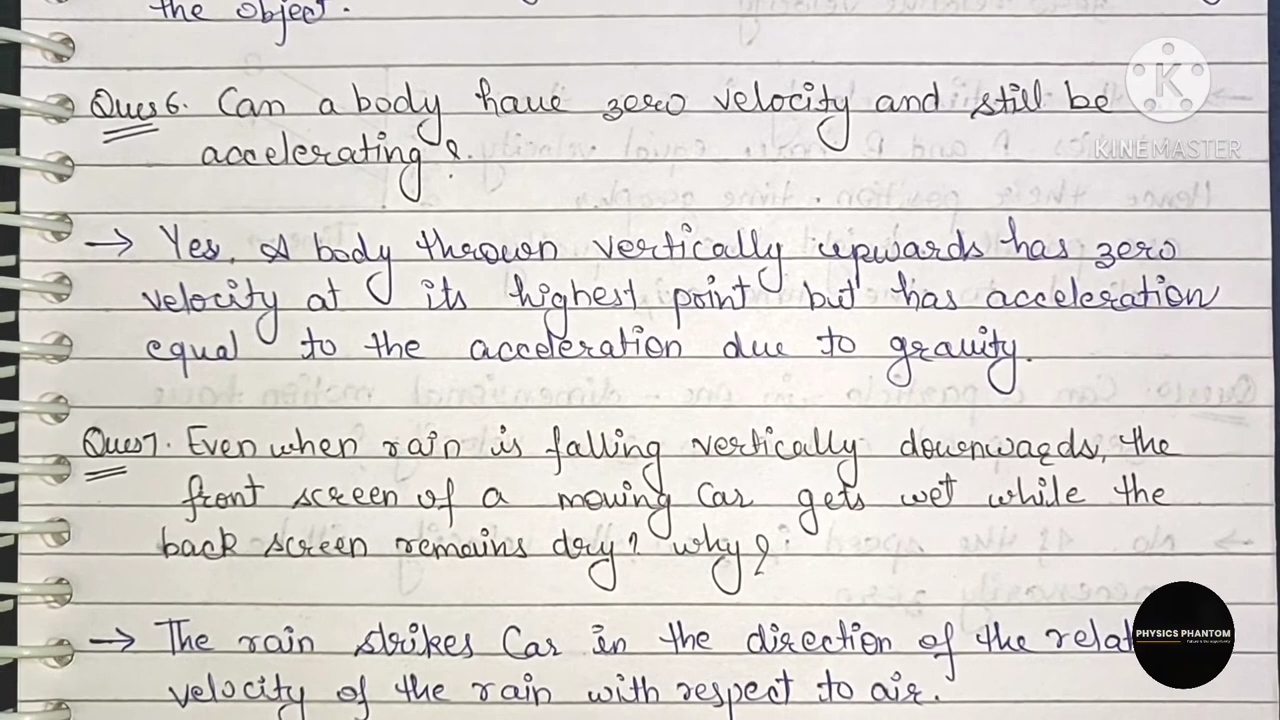 the object.
Ques 6. Can a body have zero velocity and still be
accelerating?
KINEMASTER
→ Yes, A body thrown vertically upwards has zero
velocity at its highest point but has acceleration
equal to the acceleration due to gravity.
Ques 7. Even when rain is falling vertically downwards, the
front screen of a moving Car gets wet while the
back screen remains dry? why?
→ The rain strikes Car in the direction of the relat
PHYSICS PHANTOM
velocity of the rain with respect to air.